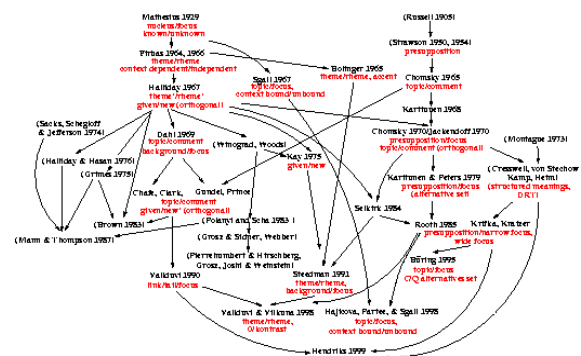 Mathesius 1929
nucleus/focus
known/unknown
(Russell 1905)
Firbas 1964, 1966
theme/rheme
context dependent/independent
(Strawson 1950, 1954)
presupposition
Bolinger 1965
theme/rheme, accent
Sgall 1967
topic/focus,
context bound/unbound
Chomsky 1965
topic/comment
Halliday 1967
theme'/rheme'
given/new(orthogonal)
Karttunen 1968
(Sacks, Schegloff
& Jefferson 1974)
Dahl 1969
topic/comment
background/focus
(Winograd, Woods)
Chomsky 1970/Jackendoff 1970
presupposition/focus
topic/comment (orthogonal)
(Montague 1973)
(Halliday & Hasan 1976)
(Grimes 1975)
Kay 1975
given/new
(Cresswell, von Stechow
Kamp, Heim)
(structured meanings,
DRT)
Karttunen & Peters 1979
presupposition/focus
(alternative set)
Chafe, Clark,
topic/comment
given/new' (orthogonal)
Gundel, Prince
Selkirk 1984
(Brown 1983)
(Polanyi and Scha 1983)
Rooth 1985
presupposition/narrow focus,
wide focus
Krifka, Kratzer
(Mann & Thompson 1987)
(Grosz & Sidner, Webber)
(Pierrehumbert & Hirschberg,
Grosz, Joshi & Weinstein)
Büring 1995
topic/focus
C/Q alternatives set
Vallduví 1990
link/tail/focus
Steedman 1991
theme/rheme,
background/focus
Vallduví & Vilkuna 1998
theme/rheme,
0/kontrast
Hajicova, Partee, & Sgall 1998
topic/focus,
context bound/unbound
Hendriks 1999